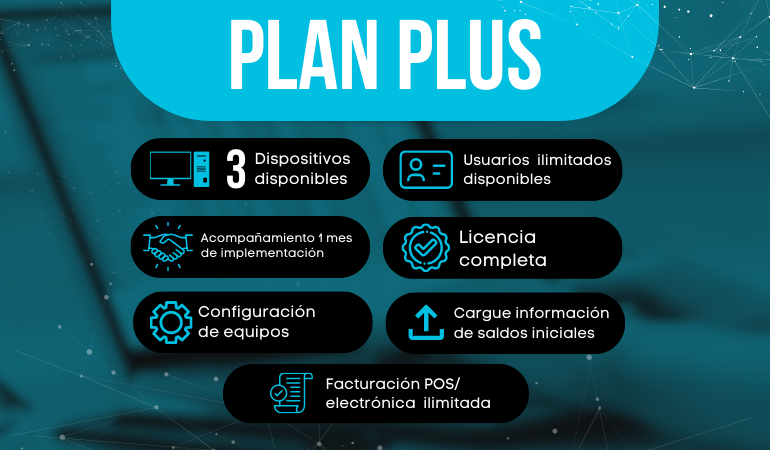 PLAN PLUS
3 Dispositivos
disponibles
Usuarios ilimitados
disponibles
Acompañamiento 1 mes
de implementación
Licencia
completa
Configuración
de equipos
Cargue información
de saldos iniciales
Facturación POS/
electrónica ilimitada